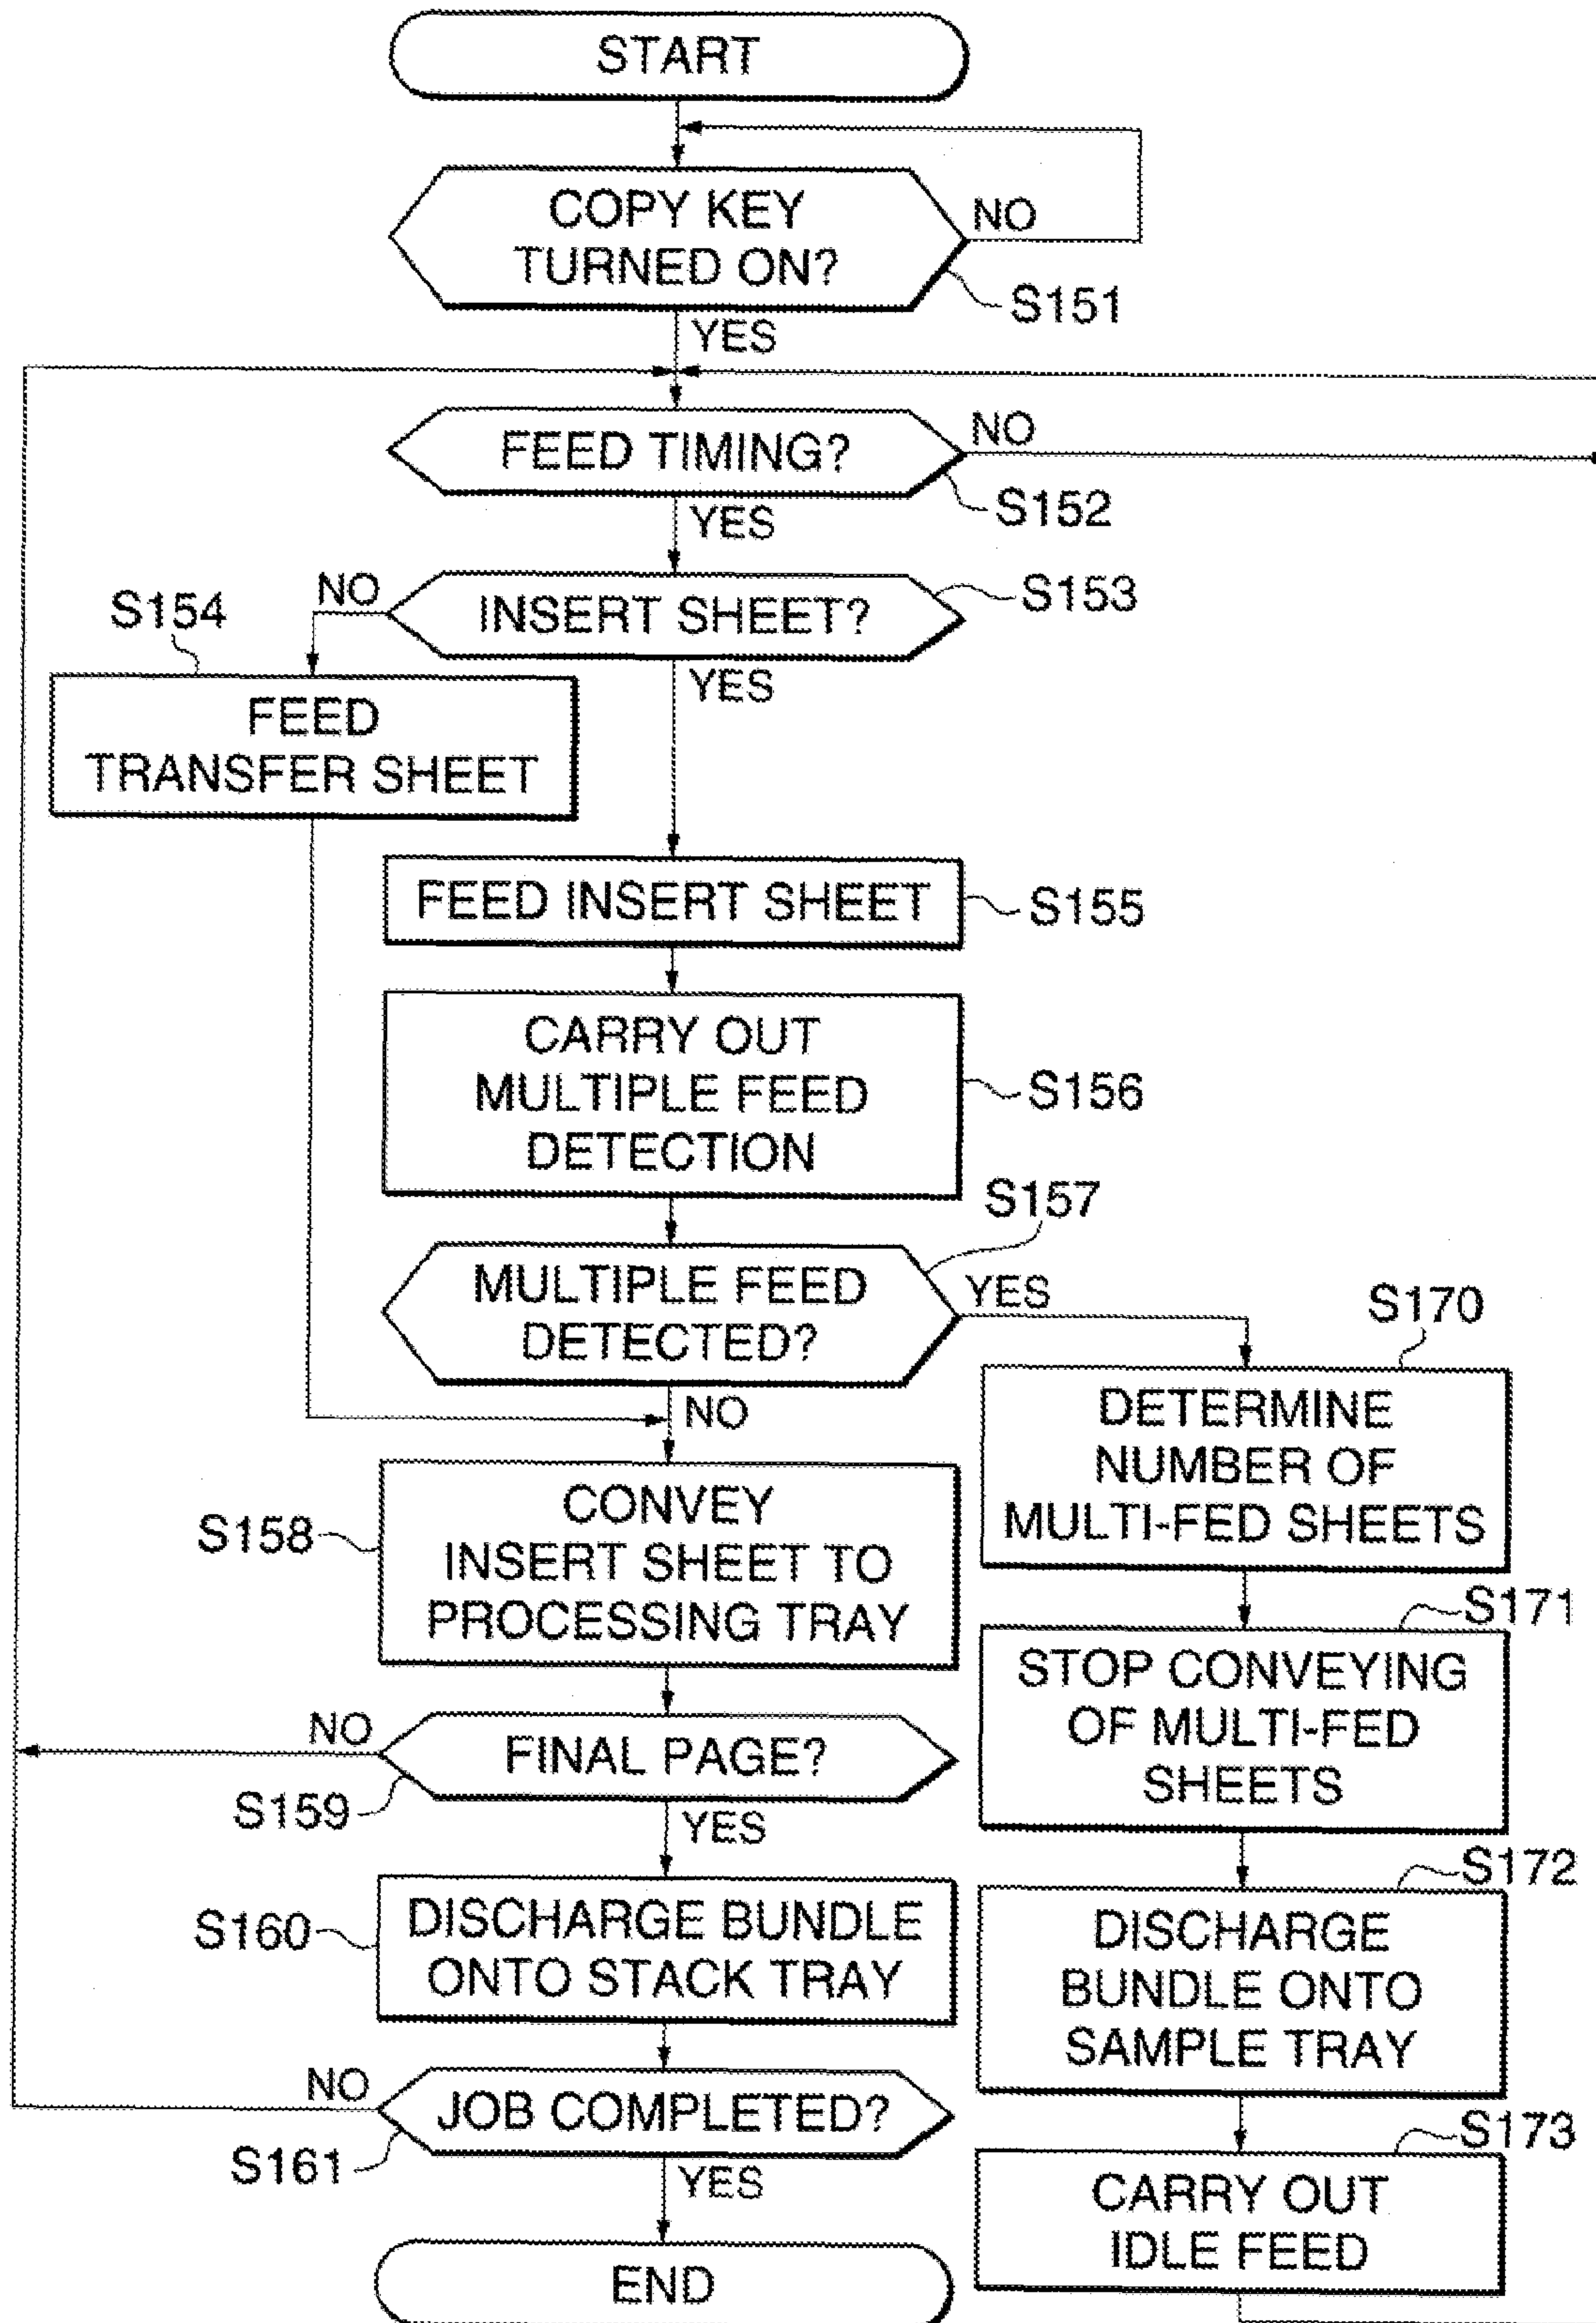 START
COPY KEY
TURNED ON?
NO
S151
YES
FEED TIMING?
NO
S152
YES
INSERT SHEET?
NO
S153
YES
S154
FEED
TRANSFER SHEET
FEED INSERT SHEET
S155
CARRY OUT
MULTIPLE FEED
DETECTION
S156
S157
MULTIPLE FEED
DETECTED?
YES
NO
S170
DETERMINE
NUMBER OF
MULTI-FED SHEETS
S158
CONVEY
INSERT SHEET TO
PROCESSING TRAY
S171
STOP CONVEYING
OF MULTI-FED
SHEETS
NO
FINAL PAGE?
S159
YES
S172
DISCHARGE
BUNDLE ONTO
SAMPLE TRAY
S160
DISCHARGE BUNDLE
ONTO STACK TRAY
NO
JOB COMPLETED?
S161
YES
S173
CARRY OUT
IDLE FEED
END